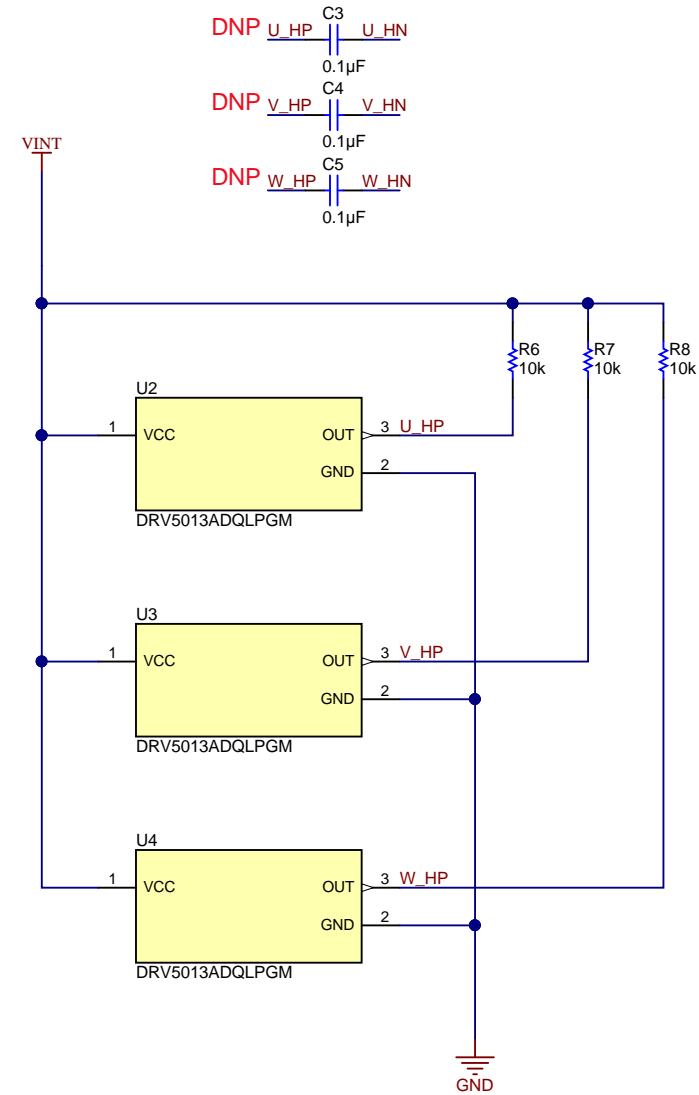 C3
DNP U_HP U_HN
0.1µF
C4
DNP V_HP V_HN
0.1µF
VINT
C5
DNP W_HP W_HN
0.1µF
R6 R7 R8
10k 10k 10k
U2
1 VCC OUT 3 U_HP
GND 2
DRV5013ADQLPGM
U3
1 VCC OUT 3 V_HP
GND 2
DRV5013ADQLPGM
U4
1 VCC OUT 3 W_HP
GND 2
DRV5013ADQLPGM
GND